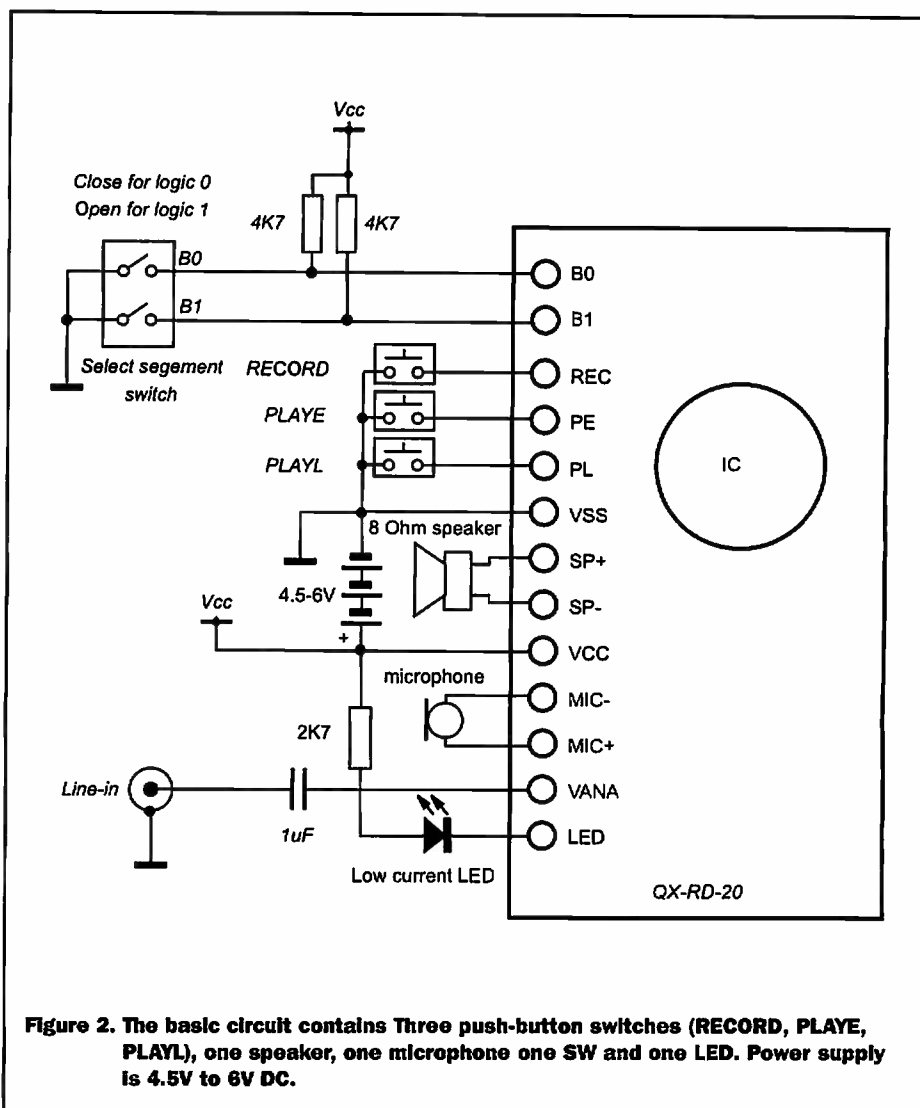 Vcc
Close for logic 0
Open for logic 1
4K7
4K7
B0
B1
Select segement
switch
B0
B1
RECORD
REC
PLAYE
PE
PLAYL
PL
IC
VSS
8 Ohm speaker
SP+
4.5-6V
SP-
Vcc
+
VCC
microphone
MIC-
2K7
MIC+
Line-in
VANA
1uF
LED
Low current LED
QX-RD-20
Figure 2. The basic circuit contains Three push-button switches (RECORD, PLAYE,
PLAYL), one speaker, one microphone one SW and one LED. Power supply
is 4.5V to 6V DC.